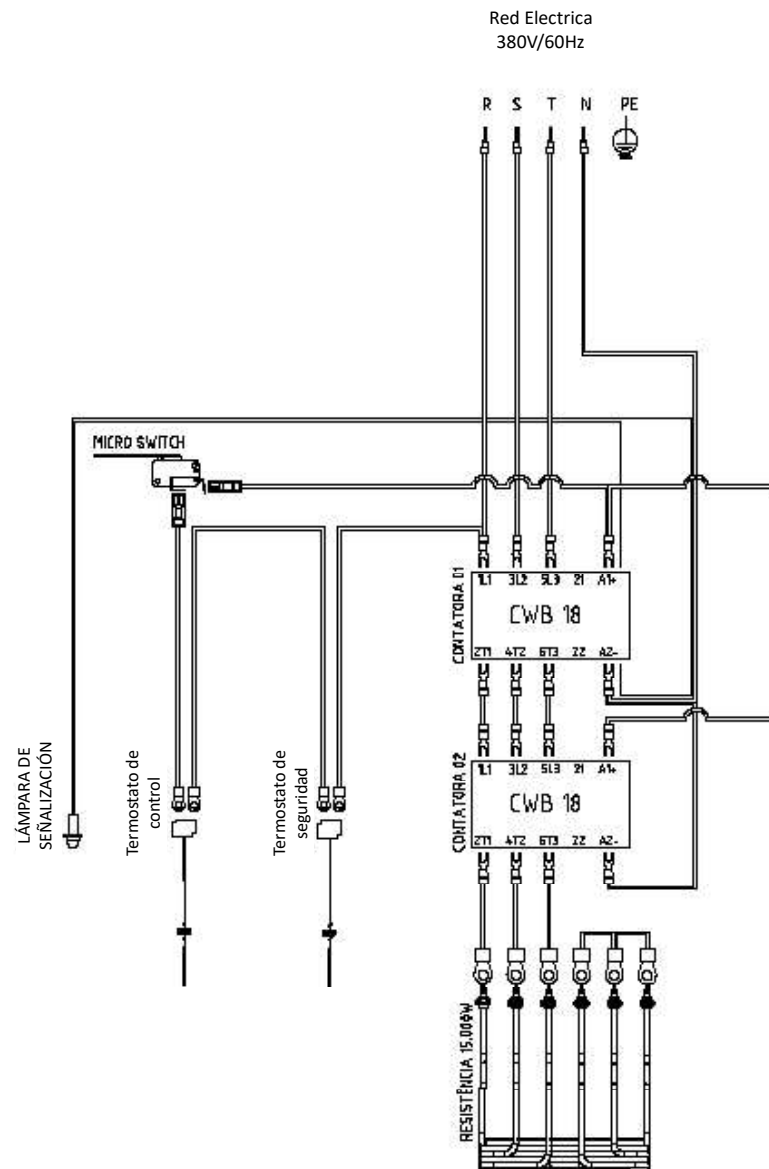 Red Electrica
380V/60Hz
R S T N PE
MICRO SWITCH
CONTATORA 01
1L1 3L2 5L3 21 A1+
CWB 18
2T1 4T2 6T3 22 A2-
CONTATORA 02
1L1 3L2 5L3 21 A1+
CWB 18
2T1 4T2 6T3 22 A2-
LÁMPARA DE
SEÑALIZACIÓN
Termostato de
control
Termostato de
seguridad
RESISTÊNCIA 15.000W